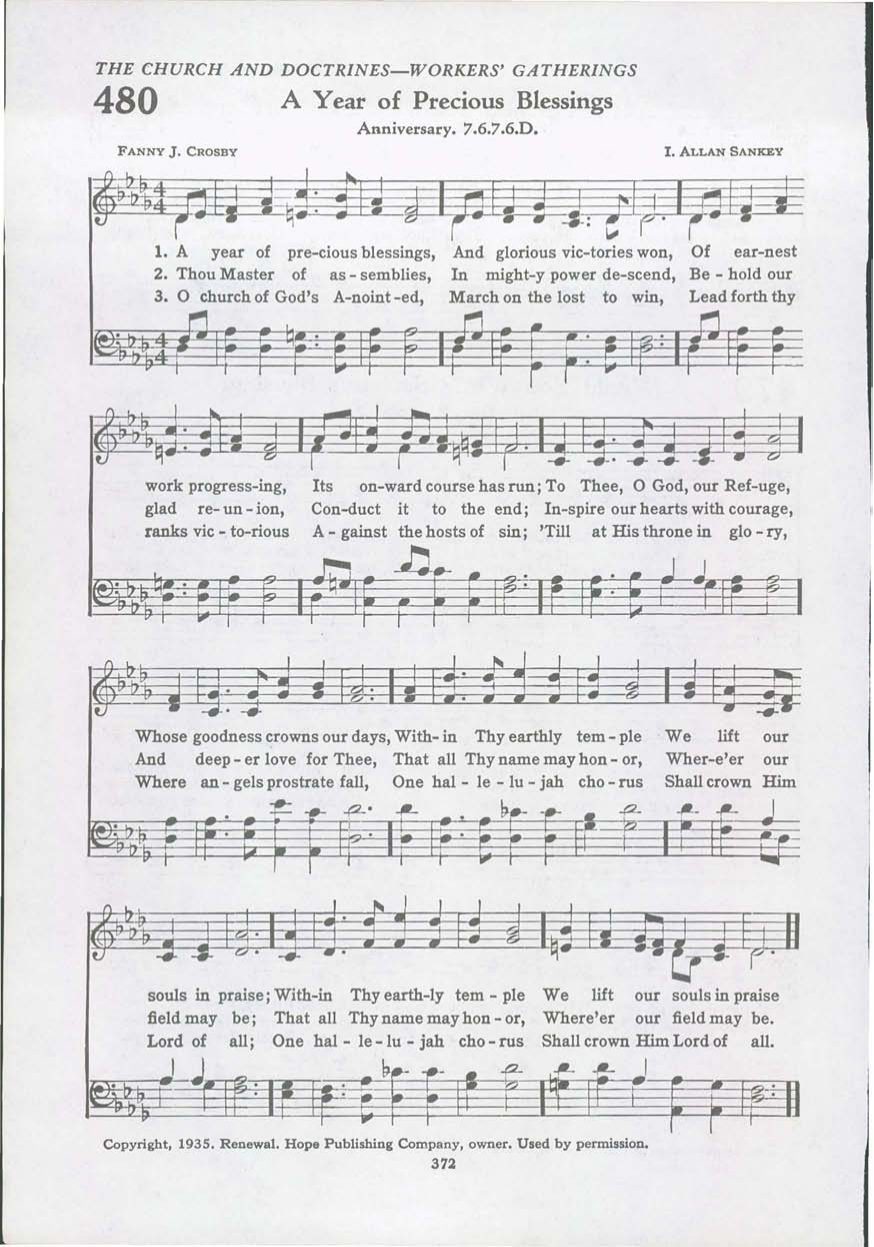 THE CHURCH AND DOCTRINES—WORKERS' GATHERINGS
480 A Year of Precious Blessings
Anniversary. 7.6.7.6.D.
FANNY J. CROSBY I. ALLAN SANKEY
1. A year of pre-cious blessings, And glorious vic-tories won, Of ear-nest
2. Thou Master of as - semblies, In might-y power de-scend, Be - hold our
3. O church of God's A-noint-ed, March on the lost to win, Lead forth thy
work progress-ing, Its on-ward course has run; To Thee, O God, our Ref-uge,
glad re-un-ion, Con-duct it to the end; In-spire our hearts with courage,
ranks vic - to-rious A - gainst the hosts of sin; 'Till at His throne in glo - ry,
Whose goodness crowns our days, With-in Thy earthly tem - ple We lift our
And deep - er love for Thee, That all Thy name may hon - or, Wher-e'er our
Where an - gels prostrate fall, One hal - le - lu - jah cho - rus Shall crown Him
souls in praise; With-in Thy earth-ly tem - ple We lift our souls in praise
field may be; That all Thy name may hon - or, Where'er our field may be.
Lord of all; One hal - le - lu - jah cho - rus Shall crown Him Lord of all.
Copyright, 1935. Renewal. Hope Publishing Company, owner. Used by permission.
372